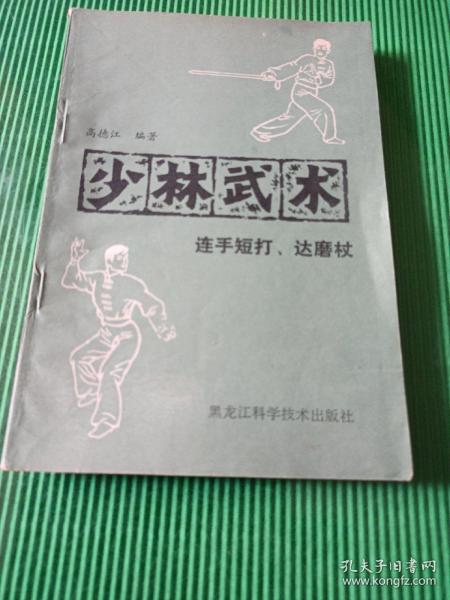 高德江 编著
少林武术
连手短打、达磨杖
黑龙江科学技术出版社
孔夫子旧书网
www.kongfz.com